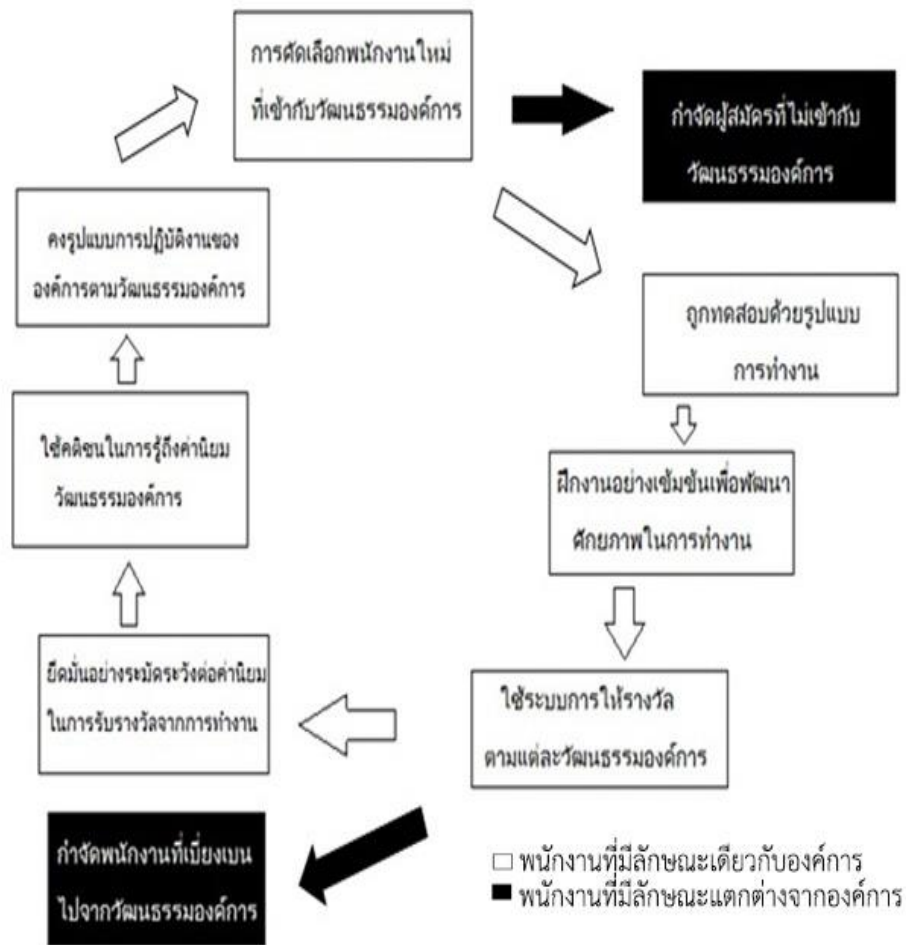 การคัดเลือกพนักงานใหม่
ที่เข้ากับวัฒนธรรมองค์การ
กำจัดผู้สมัครที่ไม่เข้ากับ
วัฒนธรรมองค์การ
ถูกทดสอบด้วยรูปแบบ
การทำงาน
ฝึกงานอย่างเข้มข้นเพื่อพัฒนา
ศักยภาพในการทำงาน
ใช้ระบบการให้รางวัล
ตามแต่ละวัฒนธรรมองค์การ
กำจัดพนักงานที่เบี่ยงเบน
ไปจากวัฒนธรรมองค์การ
ยึดมั่นอย่างระมัดระวังต่อค่านิยม
ในการรับรางวัลจากการทำงาน
ใช้คติชนในการรู้ถึงค่านิยม
วัฒนธรรมองค์การ
คงรูปแบบการปฏิบัติงานของ
องค์การตามวัฒนธรรมองค์การ
พนักงานที่มีลักษณะเดียวกับองค์การ
พนักงานที่มีลักษณะแตกต่างจากองค์การ